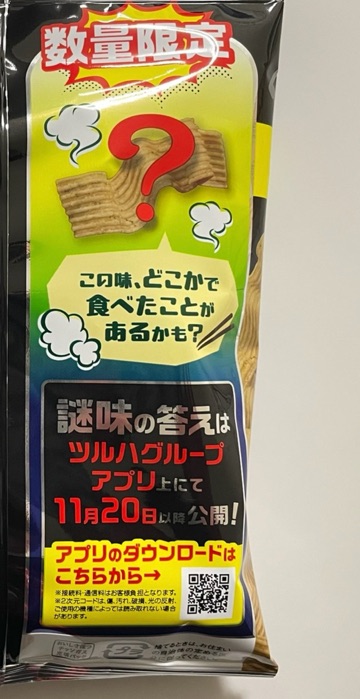 数量限定
?
この味、どこかで
食べたことが
あるかも?
謎味の答えは
ツルハグループ
アプリ上にて
11月20日以降公開!
アプリのダウンロードは
こちらから→
※接続料・通信料はお客様負担となります。
※2次元コードは、傷、汚れ、破損、光の反射、
ご使用の機種によっては読み取れない場合
があります。